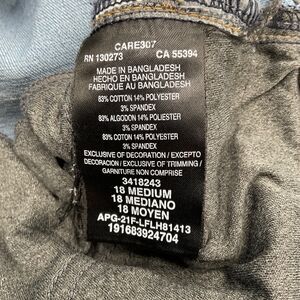 CARE307
RN 130273 CA 55394
MADE IN BANGLADESH
HECHO EN BANGLADESH
FABRIQUE AU BANGLADESH
83% COTTON 14% POLYESTER
3% SPANDEX
83% ALGODON 14% POLYESTER
3% SPANDEX
83% COTTON 14% POLYESTER
3% SPANDEX
EXCLUSIVE OF DECORATION / EXCEPTO
DECORACION / EXCLUSIVE OF TRIMMING /
GARNITURE NON COMPRISE
3418243
18 MEDIUM
18 MEDIANO
18 MOYEN
APG-21F-LFLH81413
191683924704